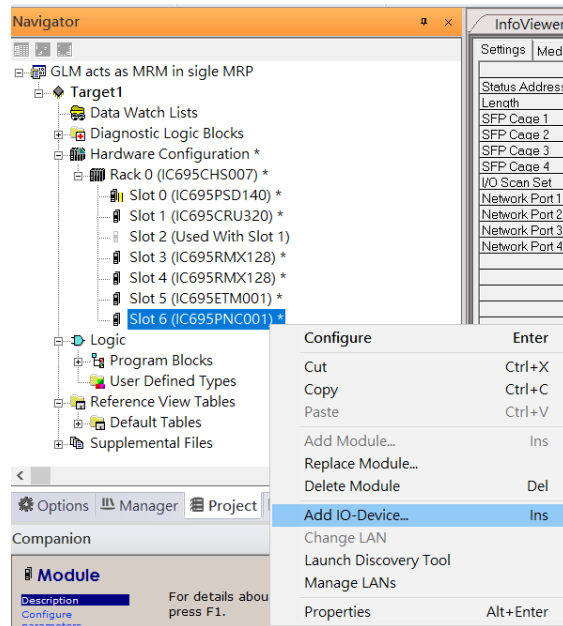 Navigator
InfoViewer
GLM acts as MRM in sigle MRP
Settings
Med
Target1
Status Address
Data Watch Lists
Length
Diagnostic Logic Blocks
SFP Cage 1
SFP Cage 2
Hardware Configuration *
SFP Cage 3
Rack 0 (IC695CHS007) *
SFP Cage 4
Slot 0 (IC695PSD140) *
I/O Scan Set
Slot 1 (IC695CRU320) *
Network Port 1
Network Port 2
Slot 2 (Used With Slot 1)
Network Port 3
Slot 3 (IC695RMX128) *
Network Port 4
Slot 4 (IC695RMX128) *
Slot 5 (IC695ETM001) *
Slot 6 (IC695PNC001) *
Logic
Program Blocks
User Defined Types
Reference View Tables
Default Tables
Supplemental Files
Configure Enter
Cut Ctrl+X
Copy Ctrl+C
Paste Ctrl+V
Add Module... Ins
Replace Module...
Delete Module Del
Add IO-Device... Ins
Change LAN
Launch Discovery Tool
Manage LANs
Properties Alt+Enter
Options Manager Project
Companion
Module
Description
Configure
parameters
For details abou
press F1.